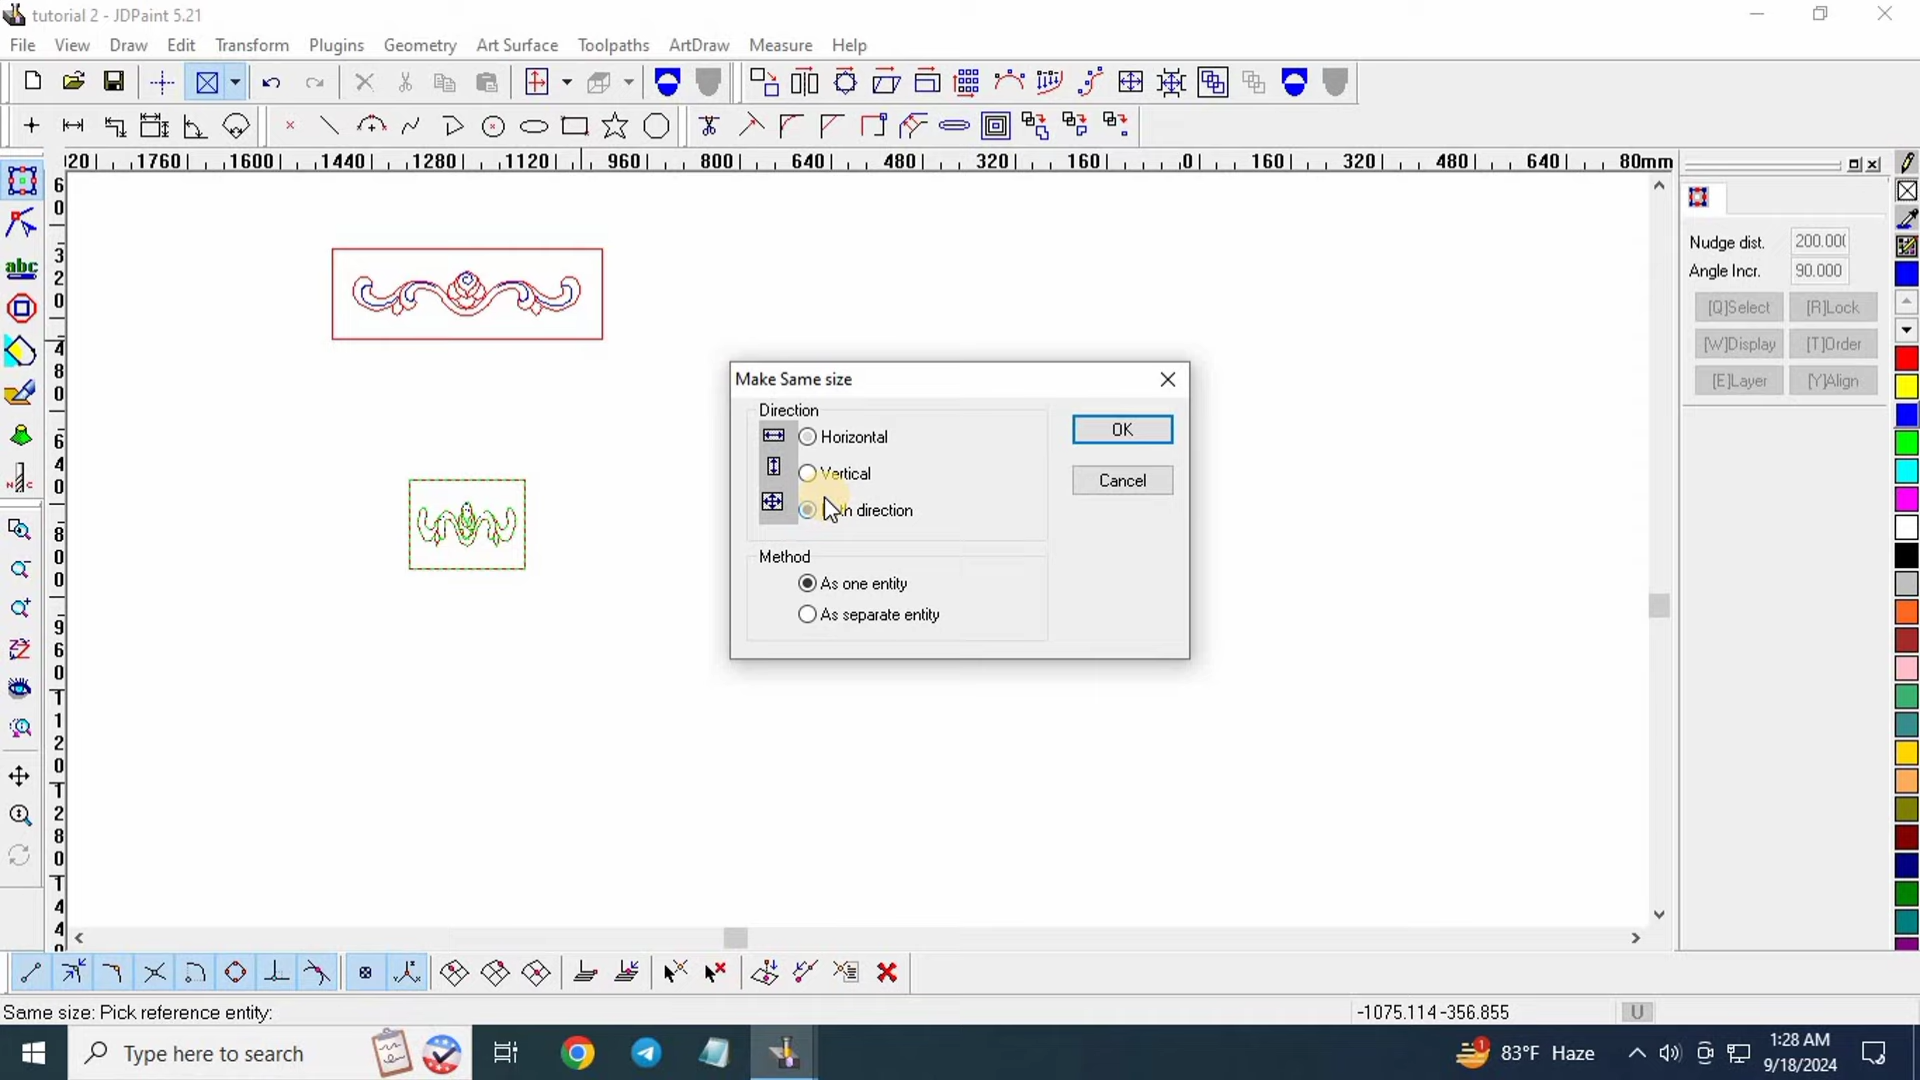 tutorial 2 - JDPaint 5.21
File View Draw Edit Transform Plugins Geometry Art Surface Toolpaths ArtDraw Measure Help
1760 1600 1440 1280 1120 960 800 640 480 320 160 0 160 320 480 640 80mm
abc
Nudge dist. 200.00(
Angle Incr. 90.000
[Q]Select [R]Lock
[W]Display [T]Order
[E]Layer [Y]Align
Make Same size
Direction
Horizontal
Vertical
direction
Method
As one entity
As separate entity
OK
Cancel
Same size: Pick reference entity:
-1075.114-356.855
U
Type here to search
83°F Haze
1:28 AM
9/18/2024